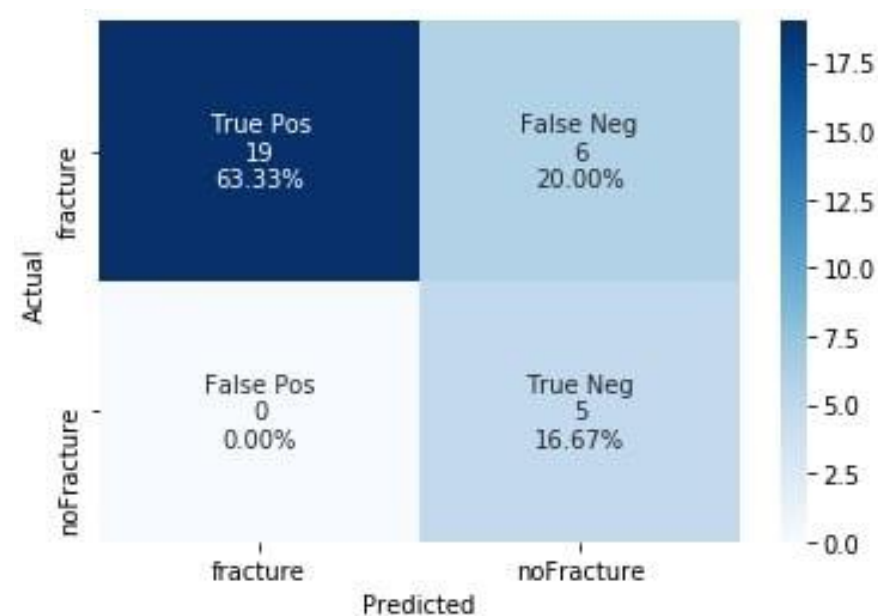 True Pos
19
63.33%
False Neg
6
20.00%
False Pos
0
0.00%
True Neg
5
16.67%
Actual
fracture
noFracture
fracture
noFracture
Predicted
17.5
15.0
12.5
10.0
7.5
5.0
2.5
0.0